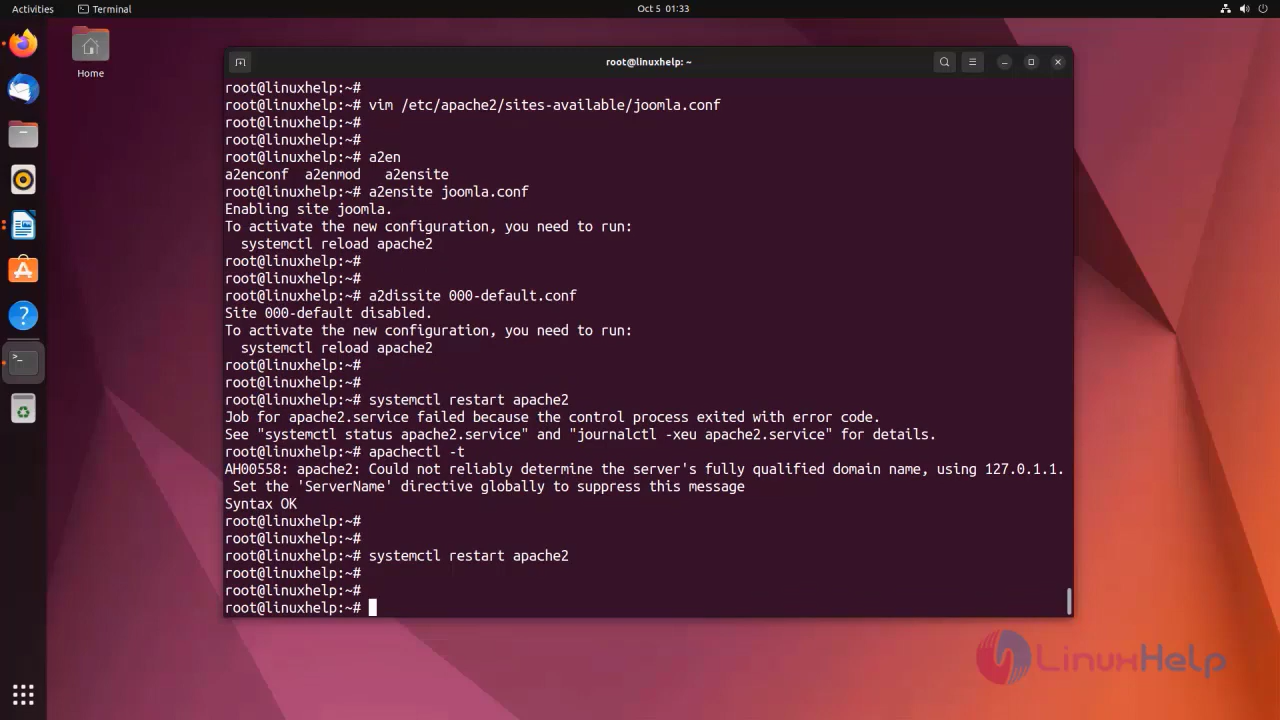 Activities
Terminal
Oct 5 01:33
Home
root@linuxhelp: ~
root@linuxhelp:~#
root@linuxhelp:~# vim /etc/apache2/sites-available/joomla.conf
root@linuxhelp:~#
root@linuxhelp:~#
root@linuxhelp:~# a2en
a2enconf  a2enmod   a2ensite
root@linuxhelp:~# a2ensite joomla.conf
Enabling site joomla.
To activate the new configuration, you need to run:
  systemctl reload apache2
root@linuxhelp:~#
root@linuxhelp:~#
root@linuxhelp:~# a2dissite 000-default.conf
Site 000-default disabled.
To activate the new configuration, you need to run:
  systemctl reload apache2
root@linuxhelp:~#
root@linuxhelp:~#
root@linuxhelp:~# systemctl restart apache2
Job for apache2.service failed because the control process exited with error code.
See "systemctl status apache2.service" and "journalctl -xeu apache2.service" for details.
root@linuxhelp:~# apachectl -t
AH00558: apache2: Could not reliably determine the server's fully qualified domain name, using 127.0.1.1.
 Set the 'ServerName' directive globally to suppress this message
Syntax OK
root@linuxhelp:~#
root@linuxhelp:~#
root@linuxhelp:~# systemctl restart apache2
root@linuxhelp:~#
root@linuxhelp:~#
root@linuxhelp:~#
LinuxHelp